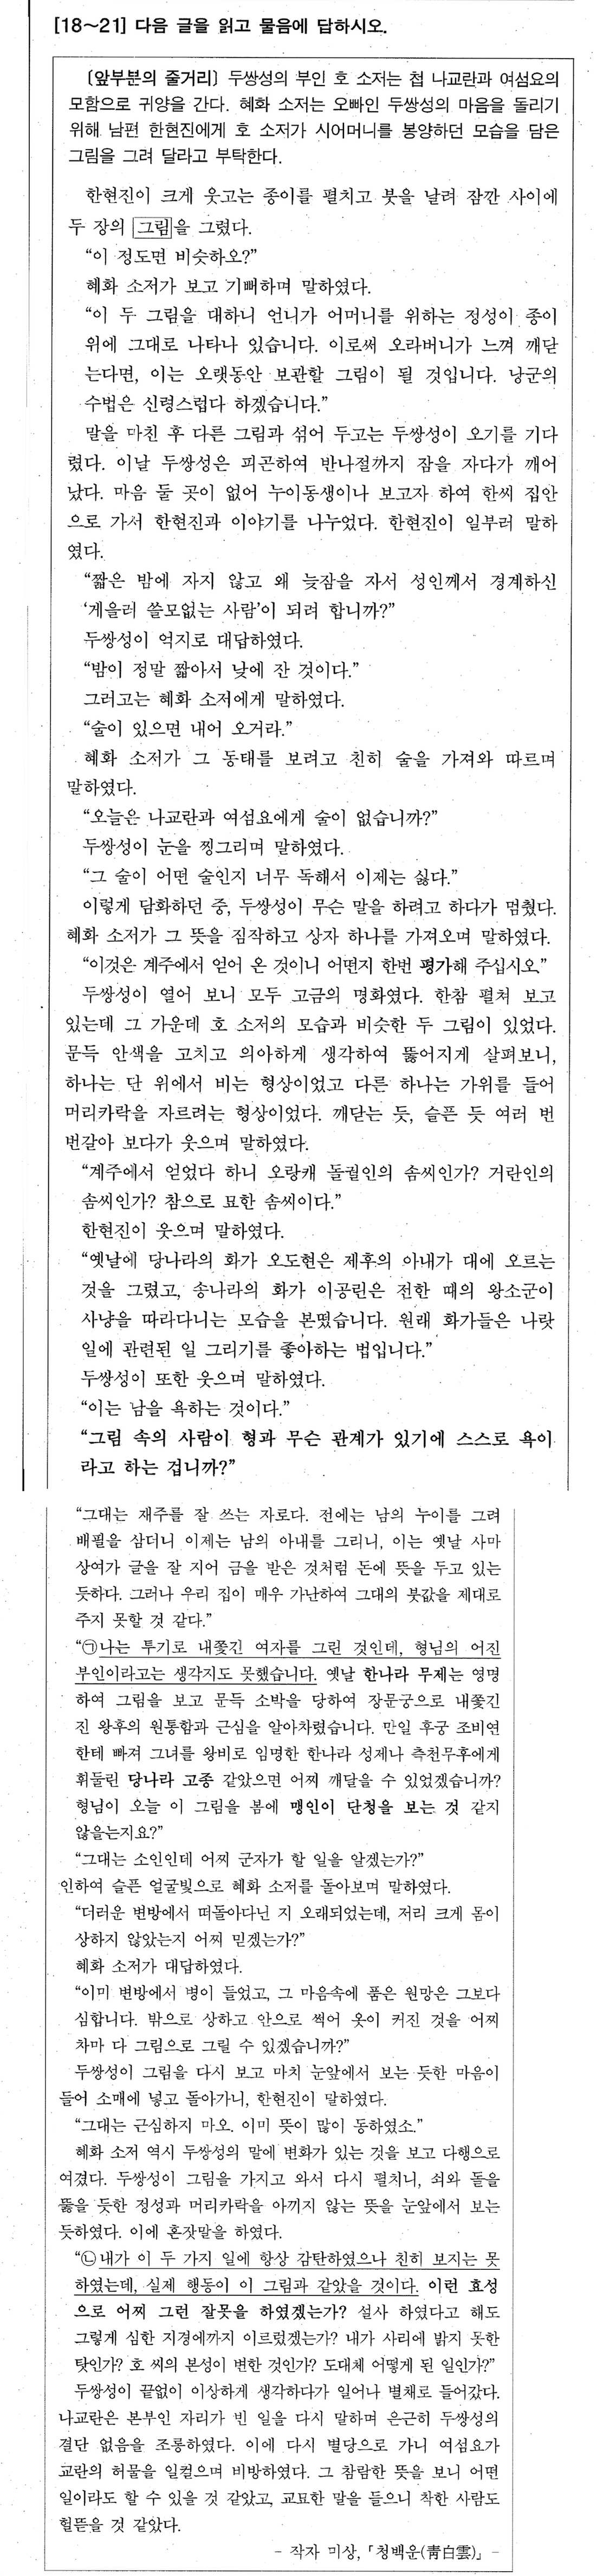 [18～21] 다음 글을 읽고 물음에 답하시오.
[앞부분의 줄거리] 두쌍성의 부인 호 소저는 첩 나교란과 여섬요의
모함으로 귀양을 간다. 혜화 소저는 오빠인 두쌍성의 마음을 돌리기
위해 남편 한현진에게 호 소저가 시어머니를 봉양하던 모습을 담은
그림을 그려 달라고 부탁한다.
한현진이 크게 웃고는 종이를 펼치고 붓을 날려 잠깐 사이에
두 장의 그림을 그렸다.
“이 정도면 비슷하오?”
혜화 소저가 보고 기뻐하며 말하였다.
“이 두 그림을 대하니 언니가 어머니를 위하는 정성이 종이
위에 그대로 나타나 있습니다. 이로써 오라버니가 느껴 깨닫
는다면, 이는 오랫동안 보관할 그림이 될 것입니다. 낭군의
수법은 신령스럽다 하겠습니다.”
말을 마친 후 다른 그림과 섞어 두고는 두쌍성이 오기를 기다
렸다. 이날 두쌍성은 피곤하여 반나절까지 잠을 자다가 깨어
났다. 마음 둘 곳이 없어 누이동생이나 보고자 하여 한씨 집안
으로 가서 한현진과 이야기를 나누었다. 한현진이 일부러 말하
였다.
“짧은 밤에 자지 않고 왜 늦잠을 자서 성인께서 경계하신
‘게을러 쓸모없는 사람’이 되려 합니까?”
두쌍성이 억지로 대답하였다.
“밤이 정말 짧아서 낮에 잔 것이다.”
그러고는 혜화 소저에게 말하였다.
“술이 있으면 내어 오거라.”
혜화 소저가 그 동태를 보려고 친히 술을 가져와 따르며
말하였다.
“오늘은 나교란과 여섬요에게 술이 없습니까?”
두쌍성이 눈을 찡그리며 말하였다.
“그 술이 어떤 술인지 너무 독해서 이제는 싫다.”
이렇게 담화하던 중, 두쌍성이 무슨 말을 하려고 하다가 멈췄다.
혜화 소저가 그 뜻을 짐작하고 상자 하나를 가져오며 말하였다.
“이것은 계주에서 얻어 온 것이니 어떤지 한번 평가해 주십시오.”
두쌍성이 열어 보니 모두 고금의 명화였다. 한참 펼쳐 보고
있는데 그 가운데 호 소저의 모습과 비슷한 두 그림이 있었다.
문득 안색을 고치고 의아하게 생각하여 뚫어지게 살펴보니,
하나는 단 위에서 비는 형상이었고 다른 하나는 가위를 들어
머리카락을 자르려는 형상이었다. 깨닫는 듯, 슬픈 듯 여러 번
번갈아 보다가 웃으며 말하였다.
“계주에서 얻었다 하니 오랑캐 돌궐인의 솜씨인가? 거란인의
솜씨인가? 참으로 묘한 솜씨이다.”
한현진이 웃으며 말하였다.
“옛날에 당나라의 화가 오도현은 제후의 아내가 대에 오르는
것을 그렸고, 송나라의 화가 이공린은 전한 때의 왕소군이
사냥을 따라다니는 모습을 본떴습니다. 원래 화가들은 나랏
일에 관련된 일 그리기를 좋아하는 법입니다.”
두쌍성이 또한 웃으며 말하였다.
“이는 남을 욕하는 것이다.”
“그림 속의 사람이 형과 무슨 관계가 있기에 스스로 욕이
라고 하는 겁니까?”
“그대는 재주를 잘 쓰는 자로다. 전에는 남의 누이를 그려
배필을 삼더니 이제는 남의 아내를 그리니, 이는 옛날 사마
상여가 글을 잘 지어 금을 받은 것처럼 돈에 뜻을 두고 있는
듯하다. 그러나 우리 집이 매우 가난하여 그대의 붓값을 제대로
주지 못할 것 같다.”
“㉠나는 투기로 내쫓긴 여자를 그린 것인데, 형님의 어진
부인이라고는 생각지도 못했습니다. 옛날 한나라 무제는 영명
하여 그림을 보고 문득 소박을 당하여 장문궁으로 내쫓긴
진 왕후의 원통함과 근심을 알아차렸습니다. 만일 후궁 조비연
한테 빠져 그녀를 왕비로 임명한 한나라 성제나 측천무후에게
휘둘린 당나라 고종 같았으면 어찌 깨달을 수 있었겠습니까?
형님이 오늘 이 그림을 봄에 맹인이 단청을 보는 것 같지
않을는지요?”
“그대는 소인인데 어찌 군자가 할 일을 알겠는가?”
인하여 슬픈 얼굴빛으로 혜화 소저를 돌아보며 말하였다.
“더러운 변방에서 떠돌아다닌 지 오래되었는데, 저리 크게 몸이
상하지 않았는지 어찌 믿겠는가?”
혜화 소저가 대답하였다.
“이미 변방에서 병이 들었고, 그 마음속에 품은 원망은 그보다
심합니다. 밖으로 상하고 안으로 썩어 옷이 커진 것을 어찌
차마 다 그림으로 그릴 수 있겠습니까?”
두쌍성이 그림을 다시 보고 마치 눈앞에서 보는 듯한 마음이
들어 소매에 넣고 돌아가니, 한현진이 말하였다.
“그대는 근심하지 마오. 이미 뜻이 많이 동하였소.”
혜화 소저 역시 두쌍성의 말에 변화가 있는 것을 보고 다행으로
여겼다. 두쌍성이 그림을 가지고 와서 다시 펼치니, 쇠와 돌을
뚫을 듯한 정성과 머리카락을 아끼지 않는 뜻을 눈앞에서 보는
듯하였다. 이에 혼잣말을 하였다.
“㉡내가 이 두 가지 일에 항상 감탄하였으나 친히 보지는 못
하였는데, 실제 행동이 이 그림과 같았을 것이다. 이런 효성
으로 어찌 그런 잘못을 하였겠는가? 설사 하였다고 해도
그렇게 심한 지경에까지 이르렀겠는가? 내가 사리에 밝지 못한
탓인가? 호 씨의 본성이 변한 것인가? 도대체 어떻게 된 일인가?”
두쌍성이 끝없이 이상하게 생각하다가 일어나 별채로 들어갔다.
나교란은 본부인 자리가 빈 일을 다시 말하며 은근히 두쌍성의
결단 없음을 조롱하였다. 이에 다시 별당으로 가니 여섬요가
교란의 허물을 일컬으며 비방하였다. 그 참람한 뜻을 보니 어떤
일이라도 할 수 있을 것 같았고, 교묘한 말을 들으니 착한 사람도
헐뜯을 것 같았다.
- 작자 미상, 「청백운(靑白雲)」 -